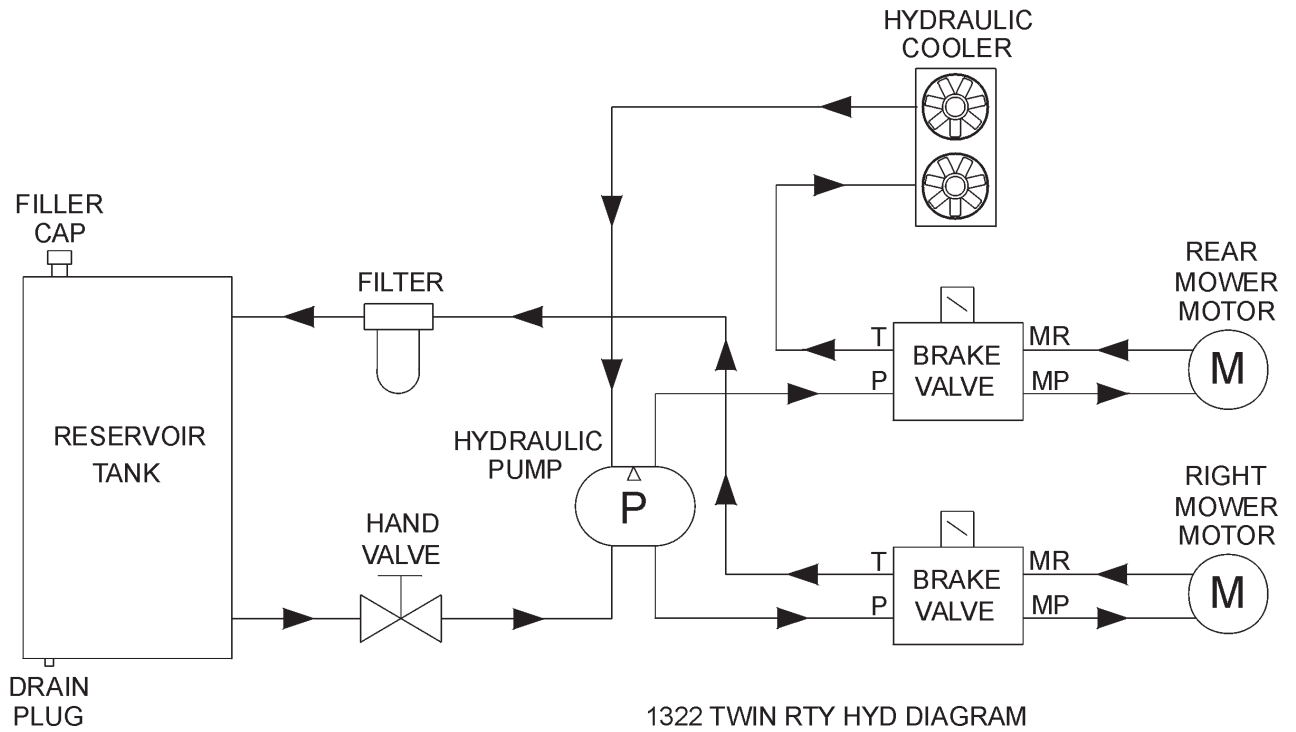 HYDRAULIC
COOLER
FILLER
CAP
FILTER
REAR
MOWER
MOTOR
T
BRAKE
VALVE
MR
P
MP
M
RESERVOIR
TANK
HYDRAULIC
PUMP
P
HAND
VALVE
RIGHT
MOWER
MOTOR
T
BRAKE
VALVE
MR
P
MP
M
DRAIN
PLUG
1322 TWIN RTY HYD DIAGRAM